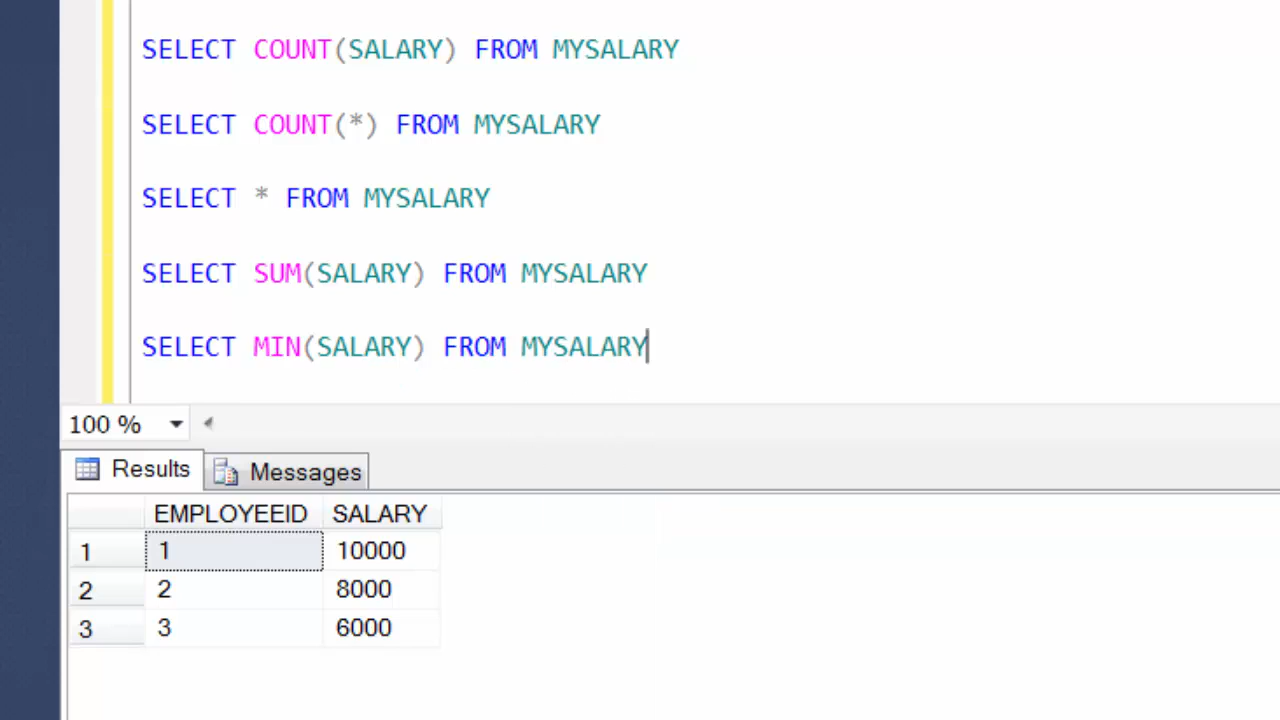 SELECT COUNT(SALARY) FROM MYSALARY
SELECT COUNT(*) FROM MYSALARY
SELECT * FROM MYSALARY
SELECT SUM(SALARY) FROM MYSALARY
SELECT MIN(SALARY) FROM MYSALARY
100 %
Results Messages
EMPLOYEEID SALARY
1 1 10000
2 2 8000
3 3 6000